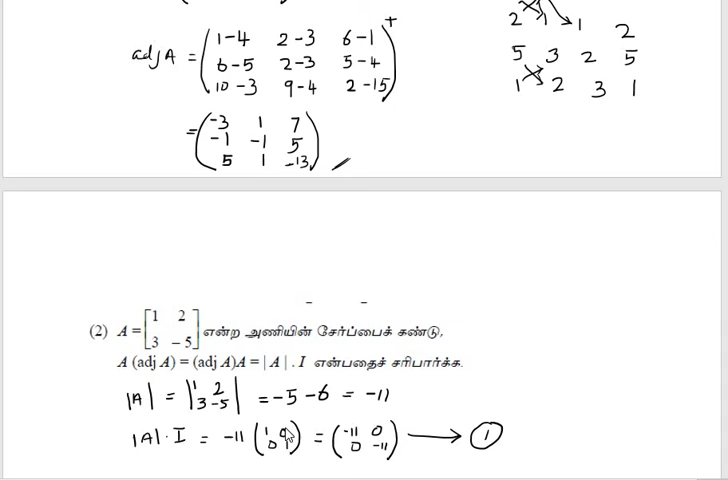 2 1 1 2
adj A = ( 1-4 2-3 6-1 )ᵀ
6-5 2-3 5-4
10-3 9-4 2-15
5 3 2 5
1 2 3 1
= ( -3 1 7 )
-1 -1 5
5 1 -13
(2) A = [ 1 2 ; 3 -5 ] என்ற அணியின் சேர்ப்பைக் கண்டு,
A (adj A) = (adj A)A = | A | . I என்பதைச் சரிபார்க்க.
|A| = | 1 2 ; 3 -5 | = -5 -6 = -11
|A|·I = -11 ( 1 0 ; 0 1 ) = ( -11 0 ; 0 -11 ) → ①